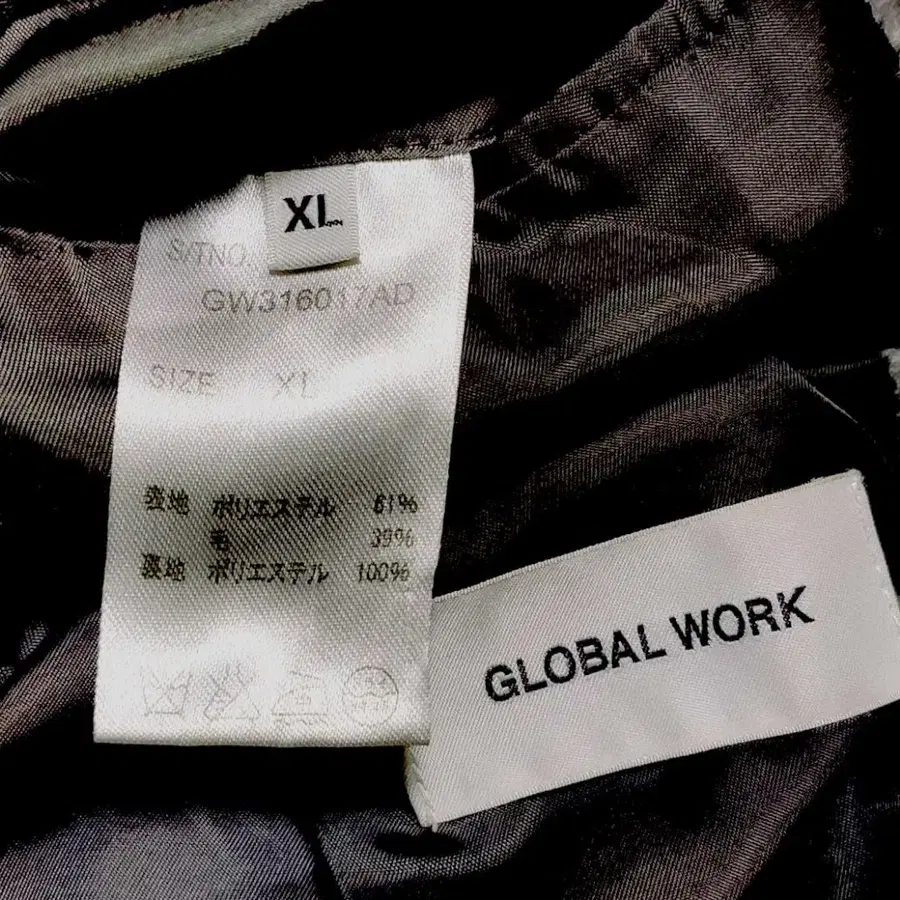 XL
S/TNO.
GW316017AD
SIZE XL
表地 ポリエステル 61%
毛 39%
裏地 ポリエステル 100%
GLOBAL WORK